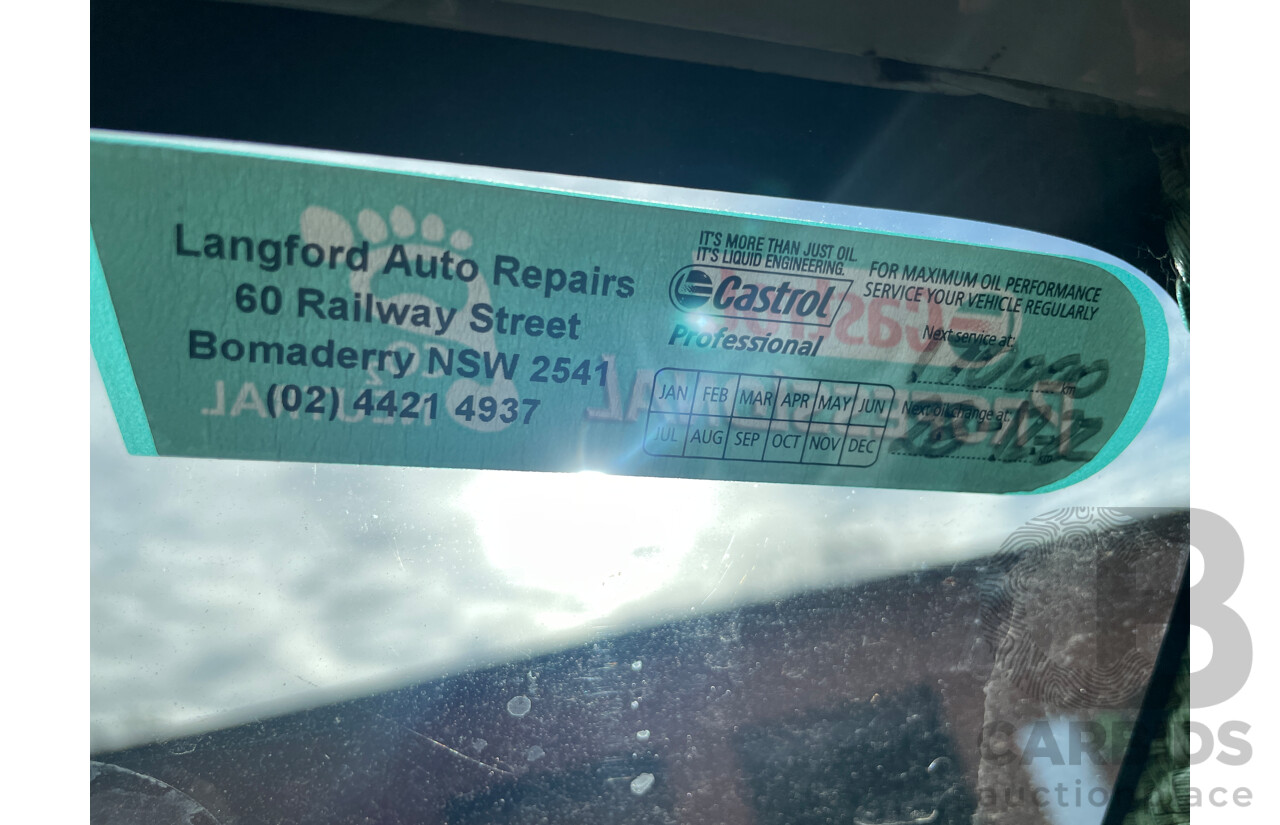 Langford Auto Repairs
60 Railway Street
Bomaderry NSW 2541
(02) 4421 4937
IT'S MORE THAN JUST OIL.
IT'S LIQUID ENGINEERING.
Castrol
Professional
FOR MAXIMUM OIL PERFORMANCE
SERVICE YOUR VEHICLE REGULARLY
Next service at:
km
Next oil change at:
JAN FEB MAR APR MAY JUN
JUL AUG SEP OCT NOV DEC
auction place